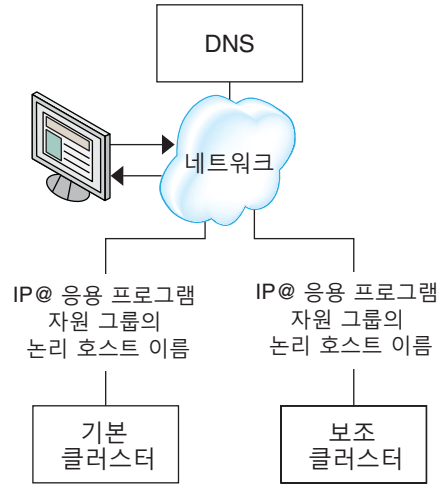 DNS
네트워크
IP@ 응용 프로그램
자원 그룹의
논리 호스트 이름
IP@ 응용 프로그램
자원 그룹의
논리 호스트 이름
기본
클러스터
보조
클러스터